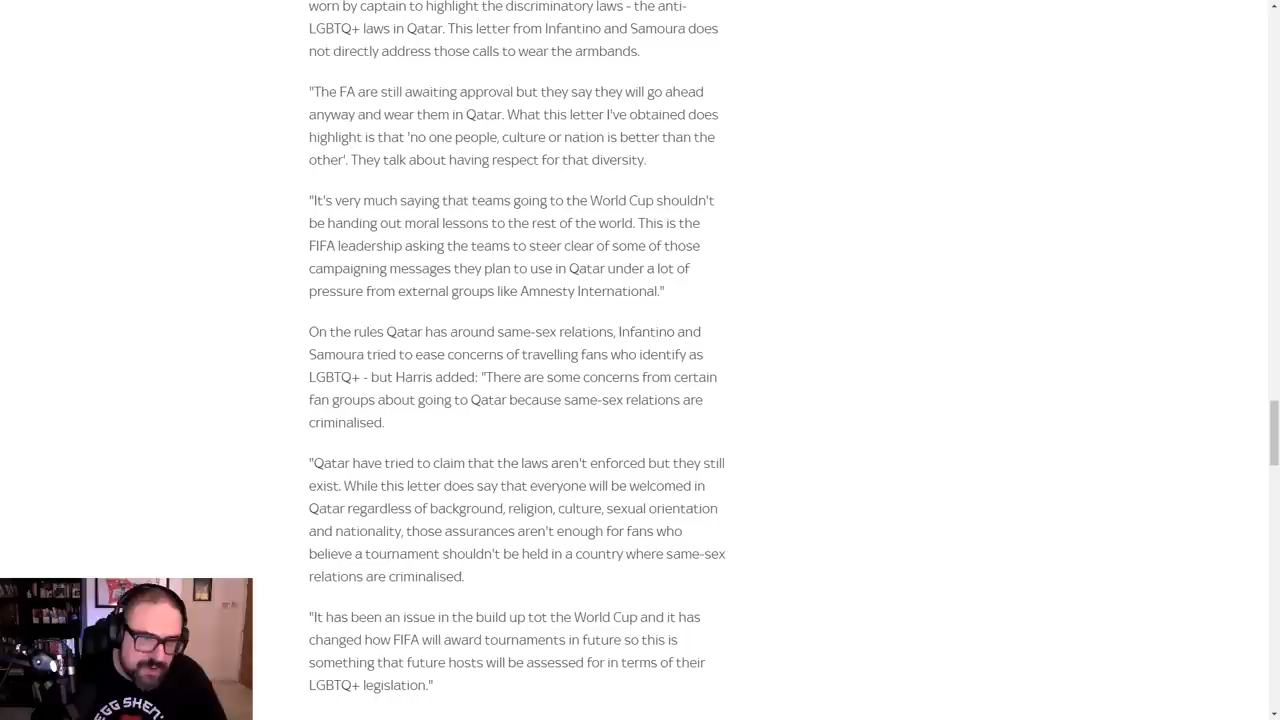 worn by captain to highlight the discriminatory laws - the anti-
LGBTQ+ laws in Qatar. This letter from Infantino and Samoura does
not directly address those calls to wear the armbands.
"The FA are still awaiting approval but they say they will go ahead
anyway and wear them in Qatar. What this letter I've obtained does
highlight is that 'no one people, culture or nation is better than the
other'. They talk about having respect for that diversity.
"It's very much saying that teams going to the World Cup shouldn't
be handing out moral lessons to the rest of the world. This is the
FIFA leadership asking the teams to steer clear of some of those
campaigning messages they plan to use in Qatar under a lot of
pressure from external groups like Amnesty International."
On the rules Qatar has around same-sex relations, Infantino and
Samoura tried to ease concerns of travelling fans who identify as
LGBTQ+ - but Harris added: "There are some concerns from certain
fan groups about going to Qatar because same-sex relations are
criminalised.
"Qatar have tried to claim that the laws aren't enforced but they still
exist. While this letter does say that everyone will be welcomed in
Qatar regardless of background, religion, culture, sexual orientation
and nationality, those assurances aren't enough for fans who
believe a tournament shouldn't be held in a country where same-sex
relations are criminalised.
"It has been an issue in the build up tot the World Cup and it has
changed how FIFA will award tournaments in future so this is
something that future hosts will be assessed for in terms of their
LGBTQ+ legislation."
EGG SHEN